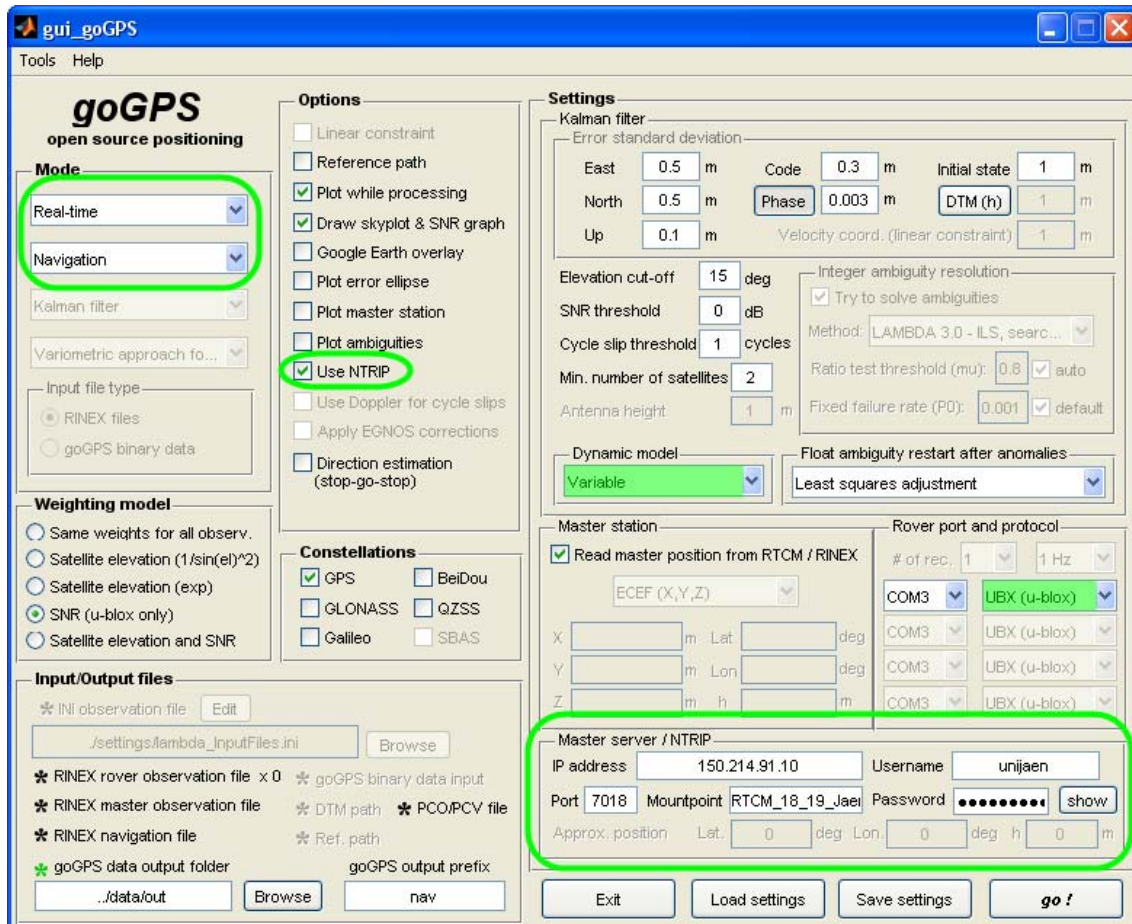 gui_goGPS
Tools Help
goGPS
open source positioning
Mode
Real-time
Navigation
Kalman filter
Variometric approach fo...
Input file type
RINEX files
goGPS binary data
Weighting model
Same weights for all observ.
Satellite elevation (1/sin(el)^2)
Satellite elevation (exp)
SNR (u-blox only)
Satellite elevation and SNR
Options
Linear constraint
Reference path
Plot while processing
Draw skyplot & SNR graph
Google Earth overlay
Plot error ellipse
Plot master station
Plot ambiguities
Use NTRIP
Use Doppler for cycle slips
Apply EGNOS corrections
Direction estimation
(stop-go-stop)
Constellations
GPS BeiDou
GLONASS QZSS
Galileo SBAS
Input/Output files
INI observation file Edit
./settings/lambda_InputFiles.ini Browse
RINEX rover observation file x 0 goGPS binary data input
RINEX master observation file DTM path PCO/PCV file
RINEX navigation file Ref. path
goGPS data output folder goGPS output prefix
../data/out Browse nav
Settings
Kalman filter
Error standard deviation
East 0.5 m Code 0.3 m Initial state 1 m
North 0.5 m Phase 0.003 m DTM (h) 1 m
Up 0.1 m Velocity coord. (linear constraint) 1 m
Elevation cut-off 15 deg
SNR threshold 0 dB
Cycle slip threshold 1 cycles
Min. number of satellites 2
Antenna height 1 m
Integer ambiguity resolution
Try to solve ambiguities
Method: LAMBDA 3.0 - ILS, searc...
Ratio test threshold (mu): 0.8 auto
Fixed failure rate (P0): 0.001 default
Dynamic model
Variable
Float ambiguity restart after anomalies
Least squares adjustment
Master station
Read master position from RTCM / RINEX
ECEF (X,Y,Z)
X m Lat deg
Y m Lon deg
Z m h m
Rover port and protocol
# of rec. 1 1 Hz
COM3 UBX (u-blox)
COM3 UBX (u-blox)
COM3 UBX (u-blox)
COM3 UBX (u-blox)
Master server / NTRIP
IP address 150.214.91.10 Username unijaen
Port 7018 Mountpoint RTCM_18_19_Jaei Password show
Approx. position Lat. 0 deg Lon. 0 deg h 0 m
Exit Load settings Save settings go !